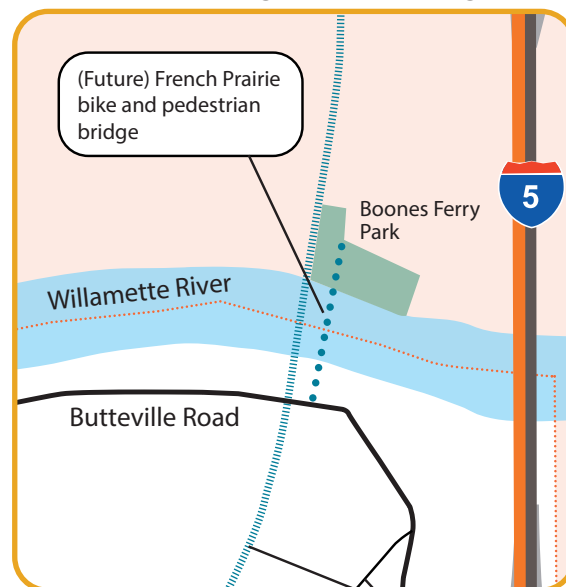 (Future) French Prairie
bike and pedestrian
bridge
5
Boones Ferry
Park
Willamette River
Butteville Road